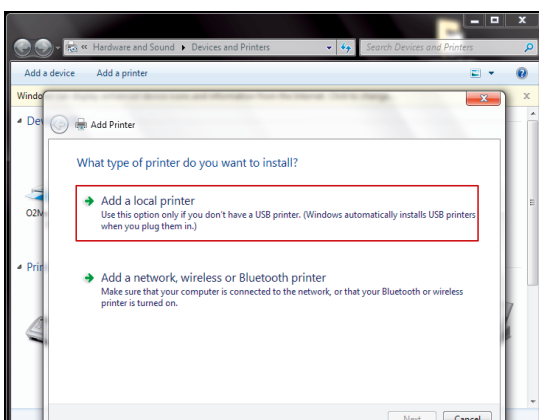 « Hardware and Sound ▸ Devices and Printers
Search Devices and Printers
Add a device Add a printer
Windo
Dev
Add Printer
What type of printer do you want to install?
Add a local printer
Use this option only if you don't have a USB printer. (Windows automatically installs USB printers
when you plug them in.)
O2M
Add a network, wireless or Bluetooth printer
Make sure that your computer is connected to the network, or that your Bluetooth or wireless
printer is turned on.
Prin
Next Cancel